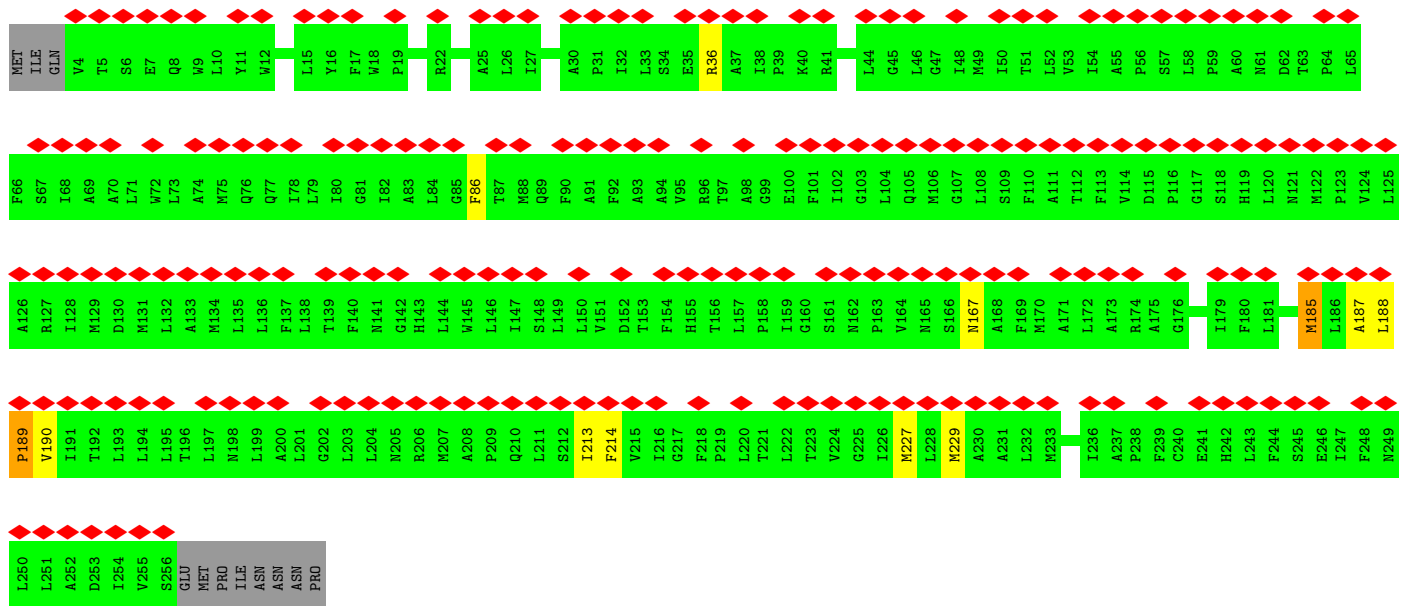 MET ILE GLN V4 T5 S6 E7 Q8 W9 L10 Y11 W12 L15 Y16 F17 W18 P19 R22 A25 L26 I27 A30 P31 I32 L33 S34 E35 R36 A37 I38 P39 K40 R41 L44 G45 L46 G47 I48 M49 I50 T51 L52 V53 I54 A55 P56 S57 L58 P59 A60 N61 D62 T63 P64 L65
F66 S67 I68 A69 A70 L71 W72 L73 A74 M75 Q76 Q77 I78 L79 I80 G81 I82 A83 L84 G85 F86 T87 M88 Q89 F90 A91 F92 A93 A94 V95 R96 T97 A98 G99 E100 F101 I102 G103 L104 Q105 M106 G107 L108 S109 F110 A111 T112 F113 V114 D115 P116 G117 S118 H119 L120 N121 M122 P123 V124 L125
A126 R127 I128 M129 D130 M131 L132 A133 M134 L135 L136 F137 L138 T139 F140 N141 G142 H143 L144 W145 L146 I147 S148 L149 L150 V151 D152 T153 F154 H155 T156 L157 P158 I159 G160 S161 N162 P163 V164 N165 S166 N167 A168 F169 M170 A171 L172 A173 R174 A175 G176 I179 F180 L181 M185 L186 A187 L188
P189 V190 I191 T192 L193 L194 L195 T196 L197 N198 L199 A200 L201 G202 L203 L204 N205 R206 M207 A208 P209 Q210 L211 S212 I213 F214 V215 I216 G217 F218 P219 L220 T221 L222 T223 V224 G225 I226 M227 L228 M229 A230 A231 L232 M233 I236 A237 P238 F239 C240 E241 H242 L243 F244 S245 E246 I247 F248 N249
L250 L251 A252 D253 I254 V255 S256 GLU MET PRO ILE ASN ASN PRO